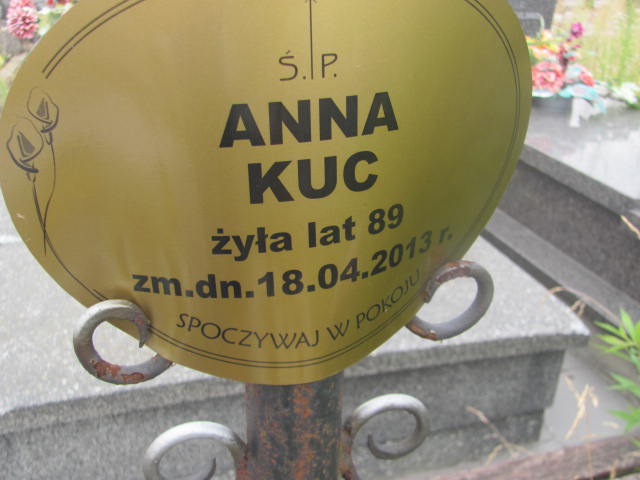 Ś.P.
ANNA
KUC
żyła lat 89
zm.dn.18.04.2013 r.
SPOCZYWAJ W POKOJU